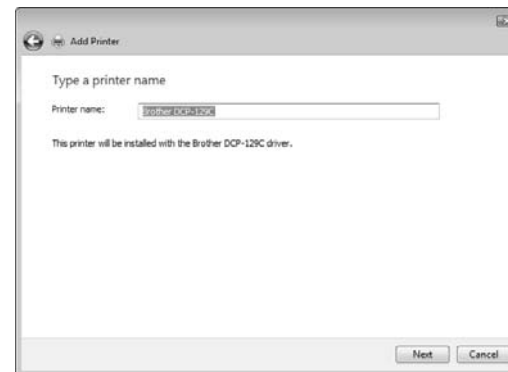 Add Printer
Type a printer name
Printer name: Brother DCP-129C
This printer will be installed with the Brother DCP-129C driver.
Next Cancel